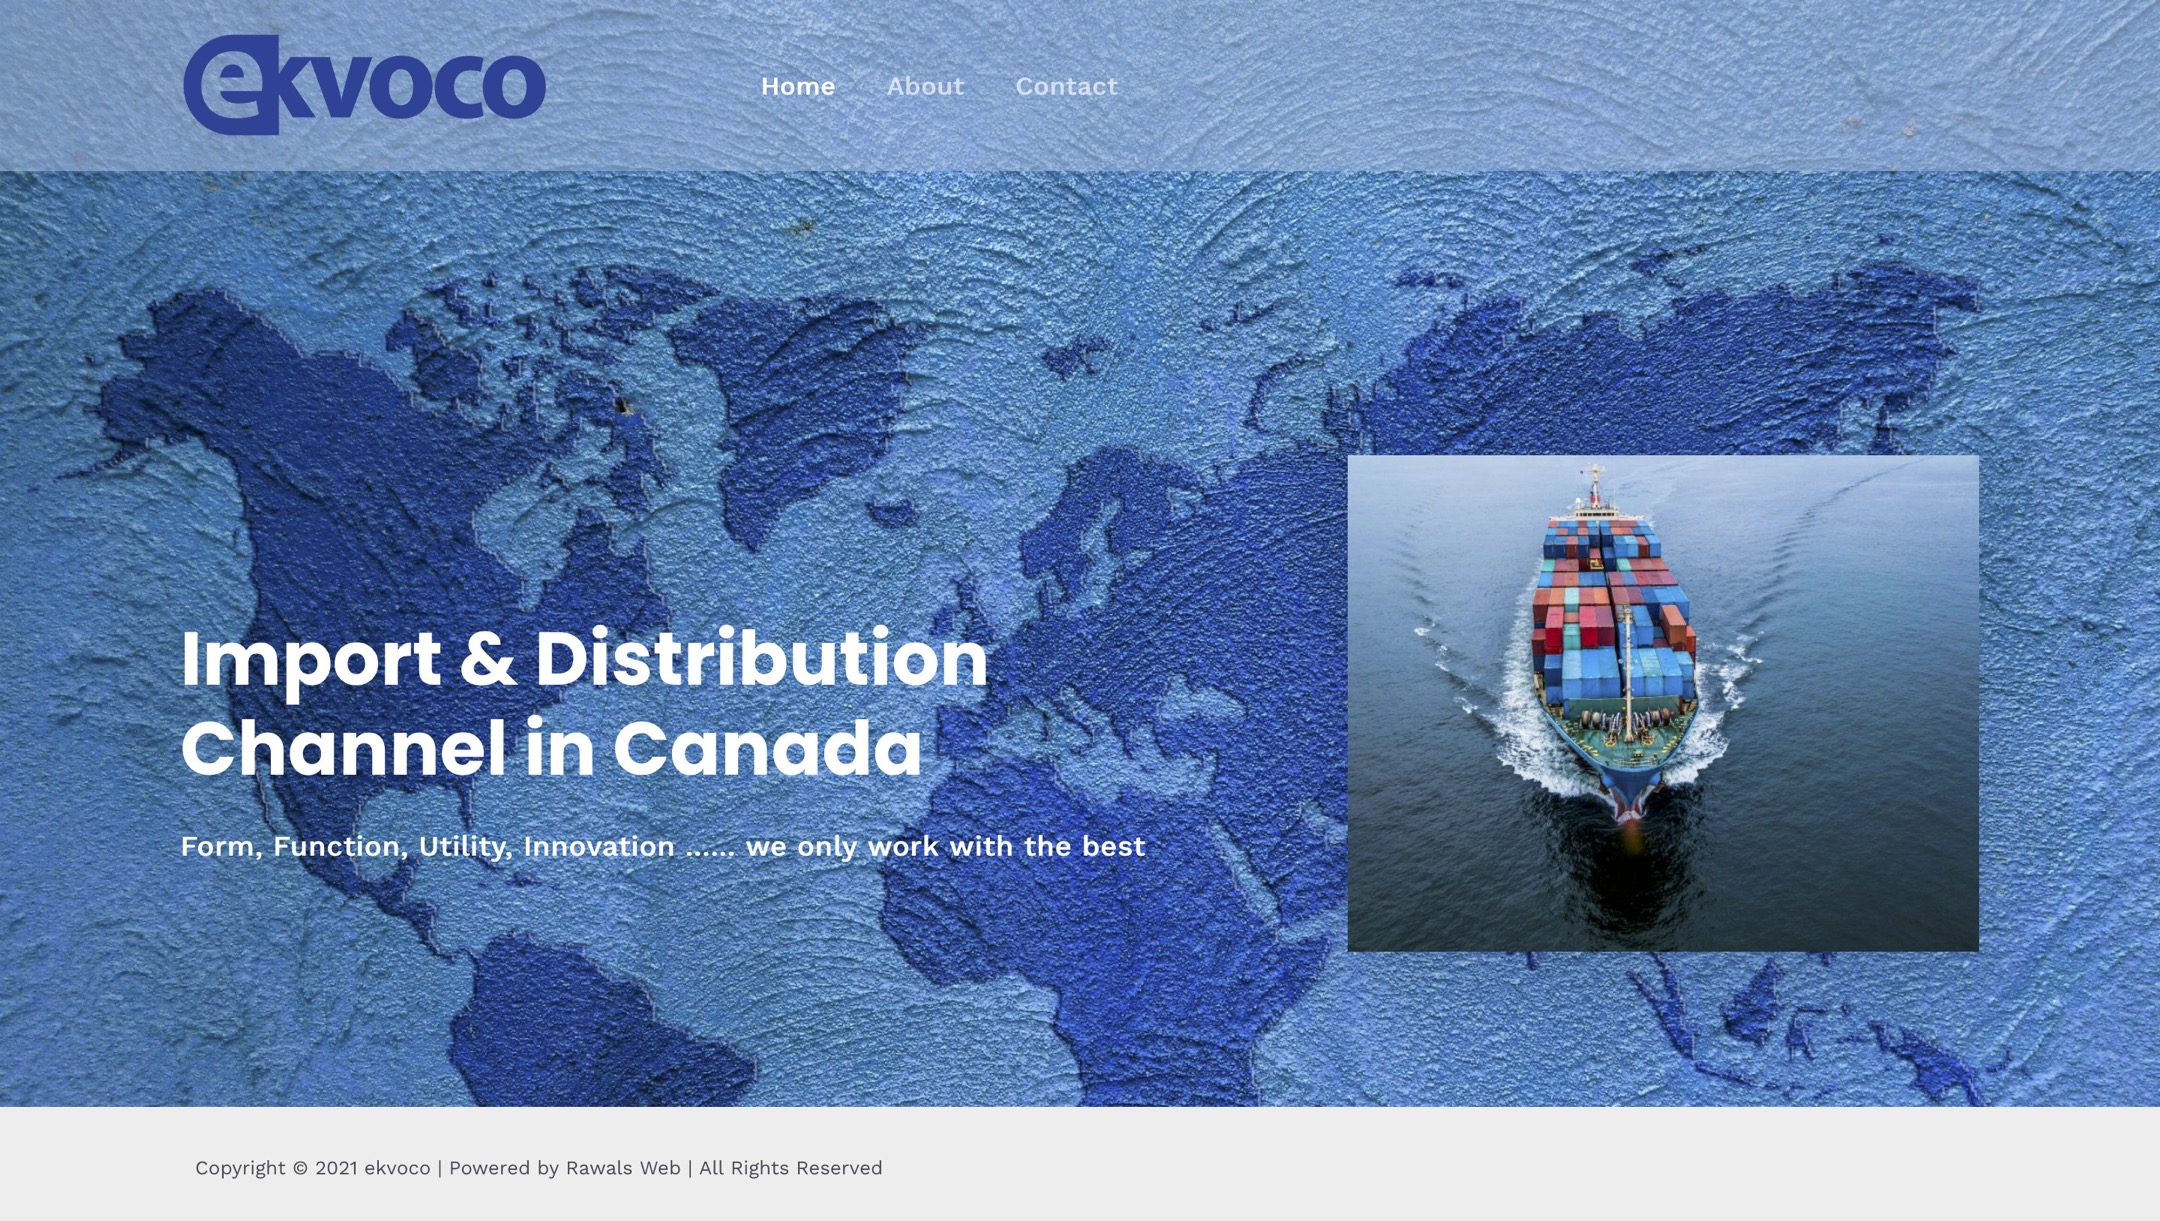 ekvoco
Home About Contact
Import & Distribution
Channel in Canada
Form, Function, Utility, Innovation ...... we only work with the best
Copyright © 2021 ekvoco | Powered by Rawals Web | All Rights Reserved